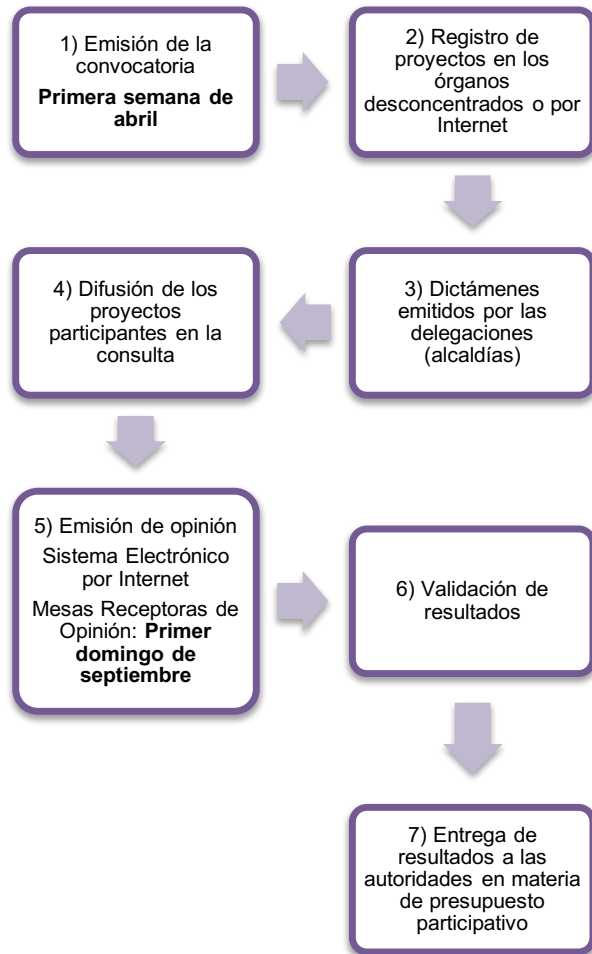 1) Emisión de la
convocatoria
Primera semana de
abril
2) Registro de
proyectos en los
órganos
desconcentrados o por
Internet
3) Dictámenes
emitidos por las
delegaciones
(alcaldías)
4) Difusión de los
proyectos
participantes en la
consulta
5) Emisión de opinión
Sistema Electrónico
por Internet
Mesas Receptoras de
Opinión: Primer
domingo de
septiembre
6) Validación de
resultados
7) Entrega de
resultados a las
autoridades en materia
de presupuesto
participativo